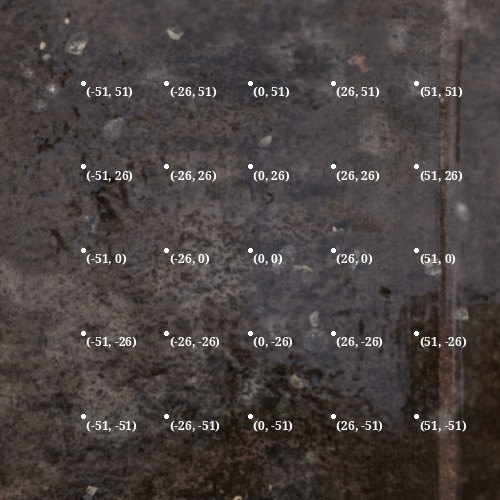 (-51, 51) (-26, 51) (0, 51) (26, 51) (51, 51)
(-51, 26) (-26, 26) (0, 26) (26, 26) (51, 26)
(-51, 0) (-26, 0) (0, 0) (26, 0) (51, 0)
(-51, -26) (-26, -26) (0, -26) (26, -26) (51, -26)
(-51, -51) (-26, -51) (0, -51) (26, -51) (51, -51)